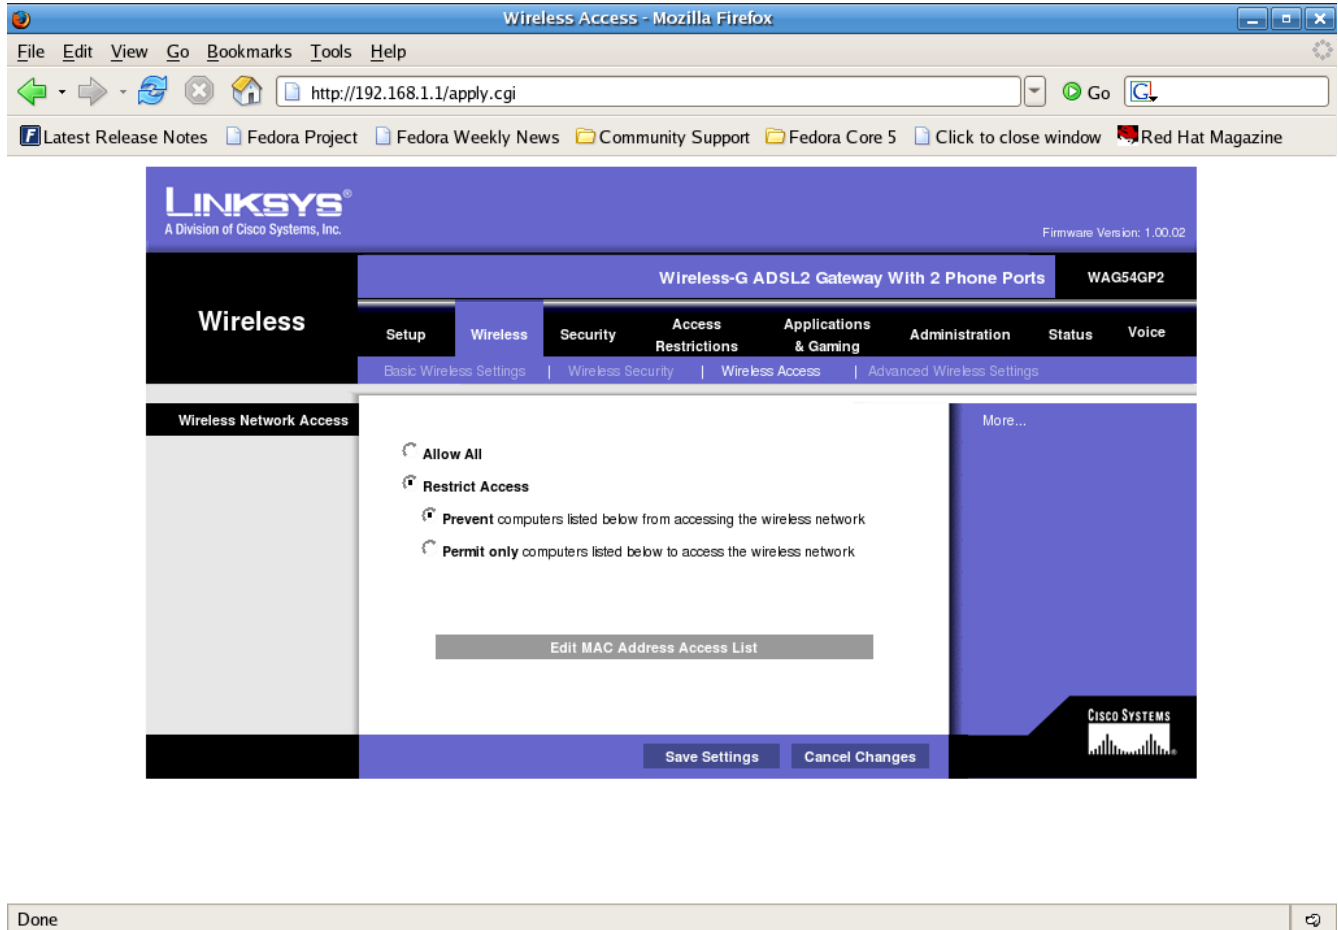 Wireless Access - Mozilla Firefox
File Edit View Go Bookmarks Tools Help
http://192.168.1.1/apply.cgi Go G
Latest Release Notes Fedora Project Fedora Weekly News Community Support Fedora Core 5 Click to close window Red Hat Magazine
LINKSYS®
A Division of Cisco Systems, Inc.
Firmware Version: 1.00.02
Wireless-G ADSL2 Gateway With 2 Phone Ports WAG54GP2
Wireless
Setup Wireless Security Access Restrictions Applications & Gaming Administration Status Voice
Basic Wireless Settings | Wireless Security | Wireless Access | Advanced Wireless Settings
Wireless Network Access
More...
Allow All
Restrict Access
Prevent computers listed below from accessing the wireless network
Permit only computers listed below to access the wireless network
Edit MAC Address Access List
CISCO SYSTEMS
Save Settings Cancel Changes
Done